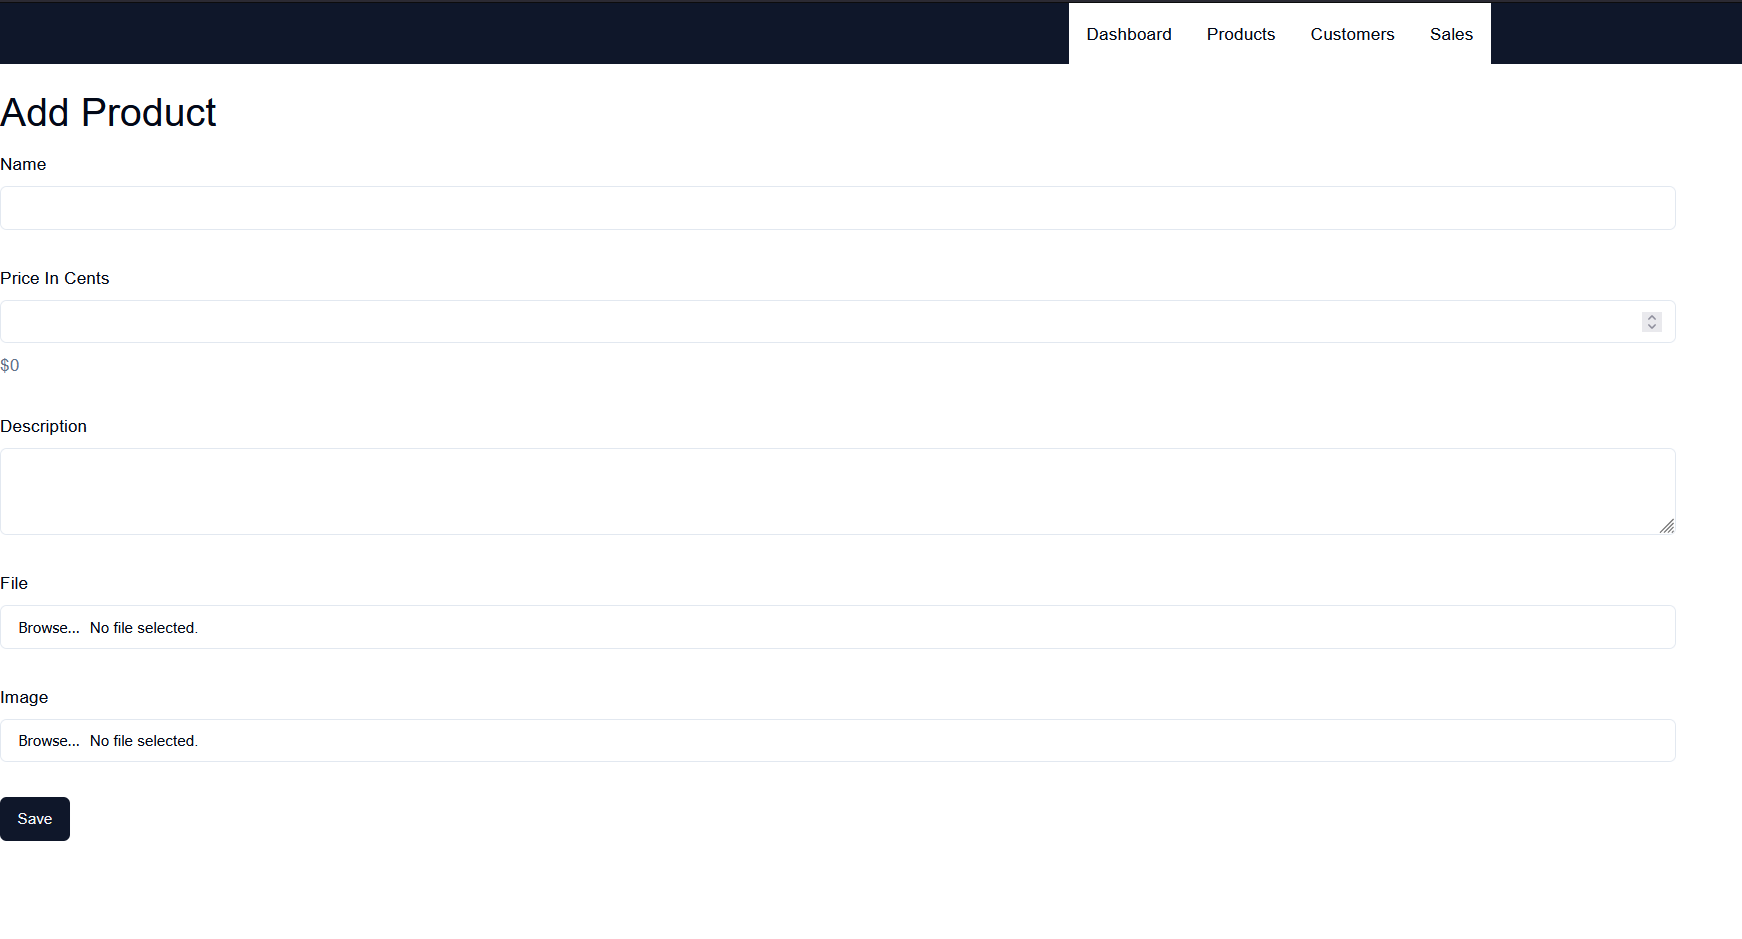 Dashboard Products Customers Sales
Add Product
Name
Price In Cents
$0
Description
File
Browse... No file selected.
Image
Browse... No file selected.
Save